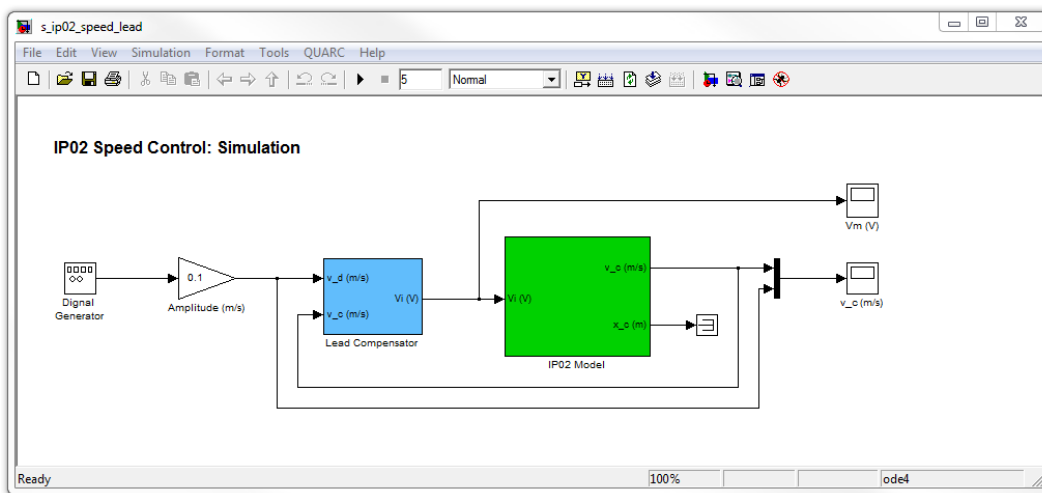 s_ip02_speed_lead
File Edit View Simulation Format Tools QUARC Help
5 Normal
IP02 Speed Control: Simulation
Vm (V)
Dignal
Generator
0.1
Amplitude (m/s)
v_d (m/s)
v_c (m/s)
Vi (V)
Lead Compensator
Vi (V)
v_c (m/s)
x_c (m)
IP02 Model
v_c (m/s)
Ready 100% ode4